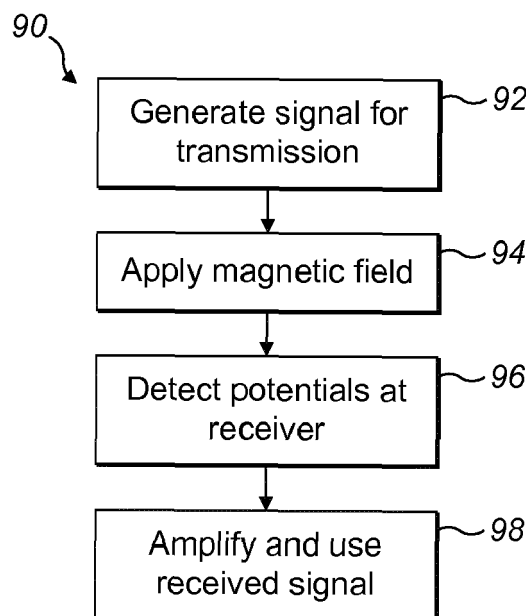 90
Generate signal for
transmission
92
Apply magnetic field
94
Detect potentials at
receiver
96
Amplify and use
received signal
98